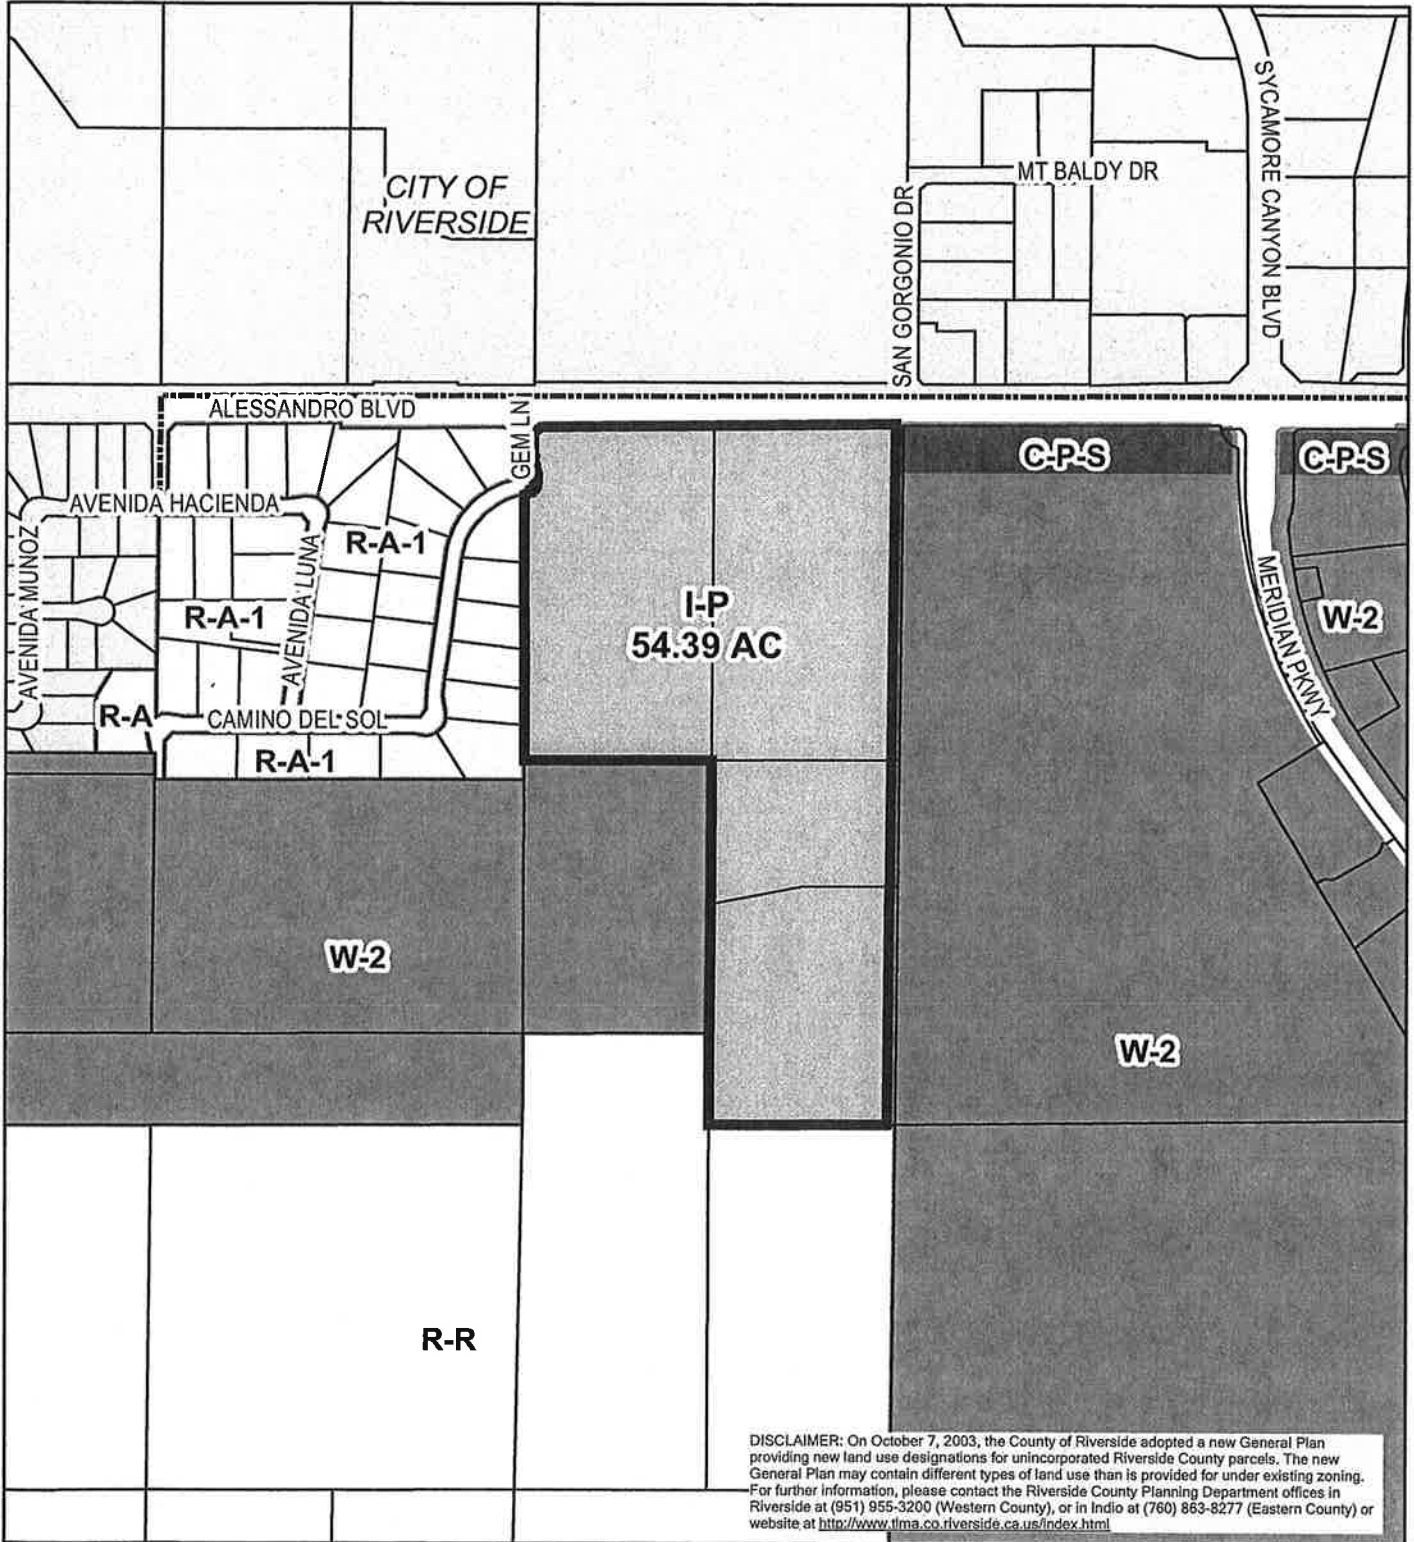 SYCAMORE CANYON BLVD
CITY OF
RIVERSIDE
MT BALDY DR
SAN GORGONIO DR
ALESSANDRO BLVD
GEM LN
C-P-S
C-P-S
AVENIDA HACIENDA
AVENIDA MUNOZ
AVENIDA LUNA
R-A-1
R-A-1
I-P
54.39 AC
MERIDIAN PKWY
W-2
R-A
CAMINO DEL SOL
R-A-1
W-2
W-2
R-R
DISCLAIMER: On October 7, 2003, the County of Riverside adopted a new General Plan
providing new land use designations for unincorporated Riverside County parcels. The new
General Plan may contain different types of land use than is provided for under existing zoning.
For further information, please contact the Riverside County Planning Department offices in
Riverside at (951) 955-3200 (Western County), or in Indio at (760) 863-8277 (Eastern County) or
website at http://www.tlma.co.riverside.ca.us/index.html